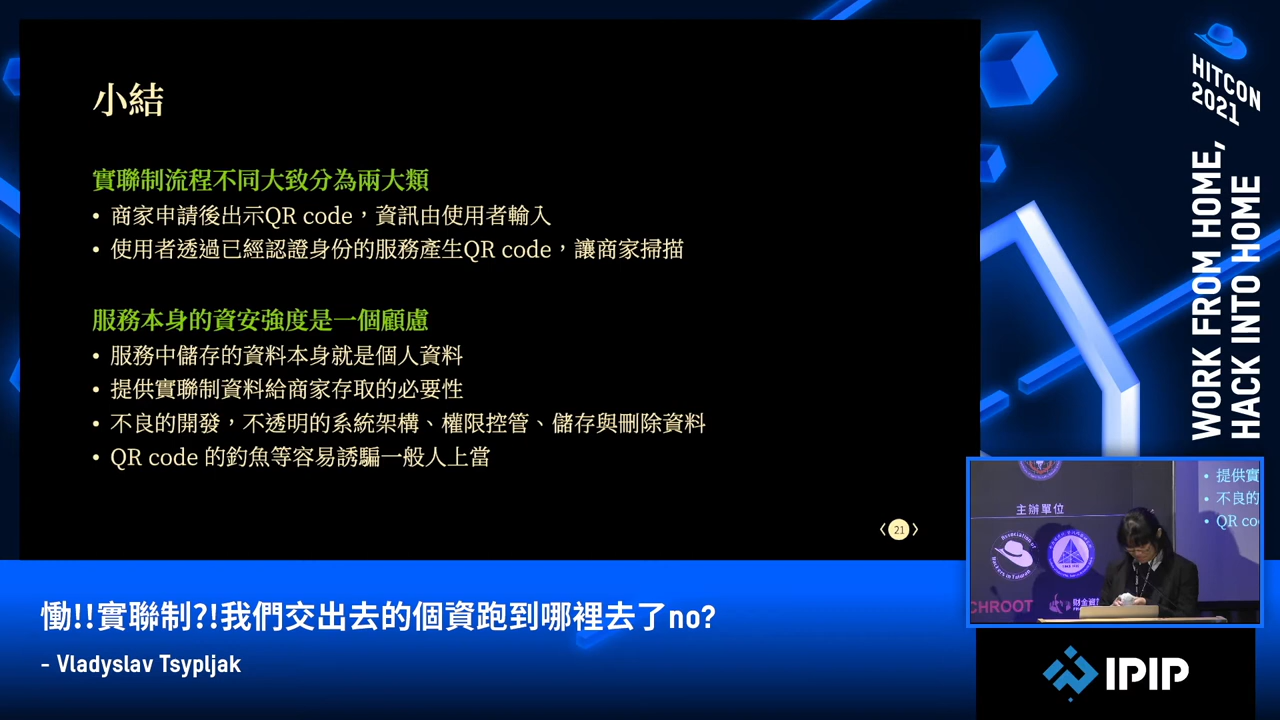 小結
實聯制流程不同大致分為兩大類
• 商家申請後出示QR code，資訊由使用者輸入
• 使用者透過已經認證身份的服務產生QR code，讓商家掃描
服務本身的資安強度是一個顧慮
• 服務中儲存的資料本身就是個人資料
• 提供實聯制資料給商家存取的必要性
• 不良的開發，不透明的系統架構、權限控管、儲存與刪除資料
• QR code 的釣魚等容易誘騙一般人上當
21
HITCON
2021
WORK FROM HOME,
HACK INTO HOME
• 提供實
• 不良的
• QR co
主辦單位
Association of
Hackers in Taiwan
CHROOT
財金資
慟!!實聯制?!我們交出去的個資跑到哪裡去了no?
- Vladyslav Tsypljak
IPIP